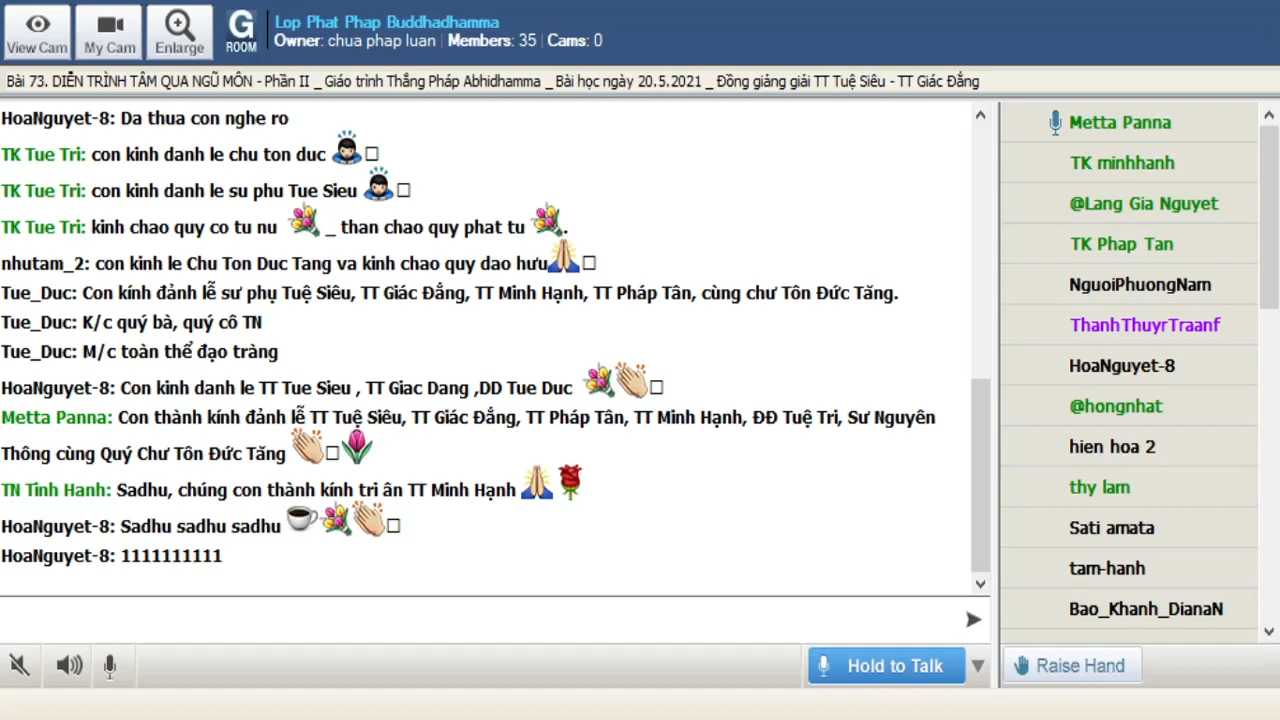 View Cam
My Cam
Enlarge
G
ROOM
Lop Phat Phap Buddhadhamma
Owner: chua phap luan | Members: 35 | Cams: 0
Bài 73. DIỄN TRÌNH TÂM QUA NGŨ MÔN - Phần II _ Giáo trình Thắng Pháp Abhidhamma _ Bài học ngày 20.5.2021 _ Đồng giảng giải TT Tuệ Siêu - TT Giác Đẳng
HoaNguyet-8: Da thua con nghe ro
TK Tue Tri: con kinh danh le chu ton duc
TK Tue Tri: con kinh danh le su phu Tue Sieu
TK Tue Tri: kinh chao quy co tu nu _ than chao quy phat tu .
nhutam_2: con kinh le Chu Ton Duc Tang va kinh chao quy dao hưu
Tue_Duc: Con kính đảnh lễ sư phụ Tuệ Siêu, TT Giác Đẳng, TT Minh Hạnh, TT Pháp Tân, cùng chư Tôn Đức Tăng.
Tue_Duc: K/c quý bà, quý cô TN
Tue_Duc: M/c toàn thể đạo tràng
HoaNguyet-8: Con kinh danh le TT Tue Sieu , TT Giac Dang ,DD Tue Duc
Metta Panna: Con thành kính đảnh lễ TT Tuệ Siêu, TT Giác Đẳng, TT Pháp Tân, TT Minh Hạnh, ĐĐ Tuệ Tri, Sư Nguyên
Thông cùng Quý Chư Tôn Đức Tăng
TN Tinh Hanh: Sadhu, chúng con thành kính tri ân TT Minh Hạnh
HoaNguyet-8: Sadhu sadhu sadhu
HoaNguyet-8: 1111111111
Metta Panna
TK minhhanh
@Lang Gia Nguyet
TK Phap Tan
NguoiPhuongNam
ThanhThuyrTraanf
HoaNguyet-8
@hongnhat
hien hoa 2
thy lam
Sati amata
tam-hanh
Bao_Khanh_DianaN
Hold to Talk
Raise Hand